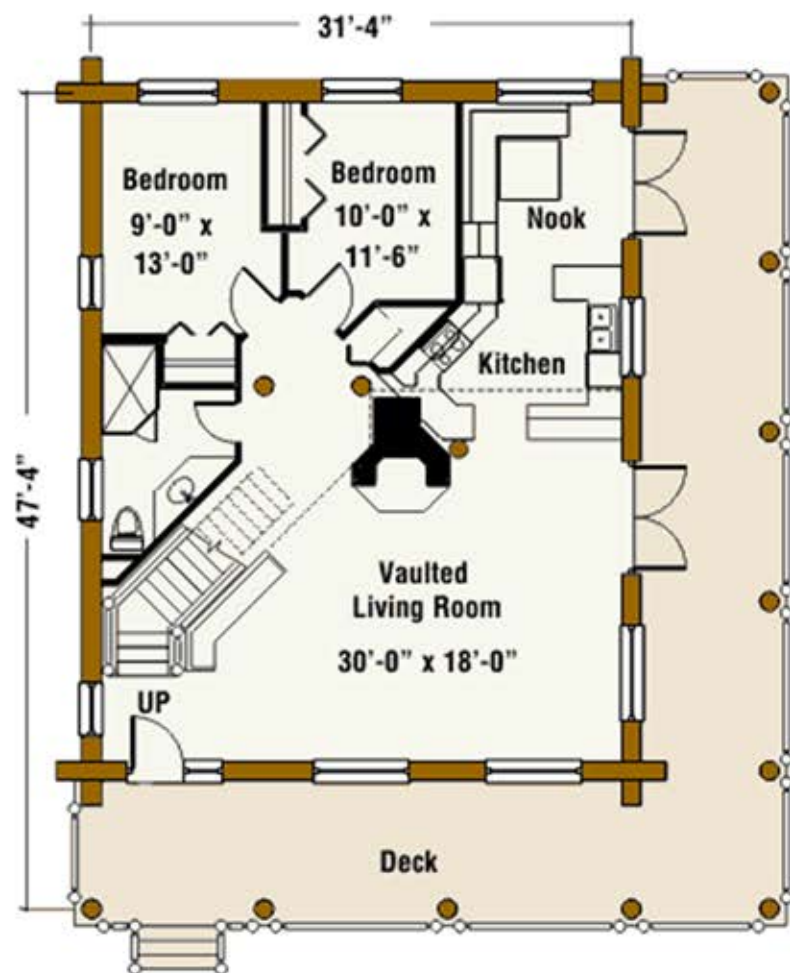 31'-4"
47'-4"
Bedroom
9'-0" x
13'-0"
Bedroom
10'-0" x
11'-6"
Nook
Kitchen
Vaulted
Living Room
30'-0" x 18'-0"
UP
Deck